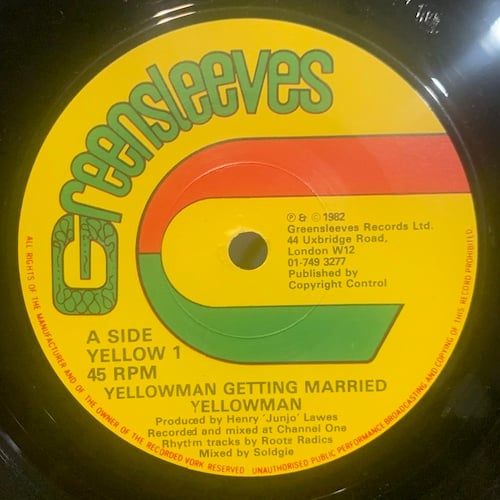 Greensleeves
℗ & © 1982
Greensleeves Records Ltd.
44 Uxbridge Road,
London W12
01-749 3277
Published by
Copyright Control
A SIDE
YELLOW 1
45 RPM
YELLOWMAN GETTING MARRIED
YELLOWMAN
Produced by Henry 'Junjo' Lawes
Recorded and mixed at Channel One
Rhythm tracks by Roots Radics
Mixed by Soldgie
ALL RIGHTS OF THE MANUFACTURER AND OF THE OWNER OF THE RECORDED WORK RESERVED · UNAUTHORISED PUBLIC PERFORMANCE BROADCASTING AND COPYING OF THIS RECORD PROHIBITED.